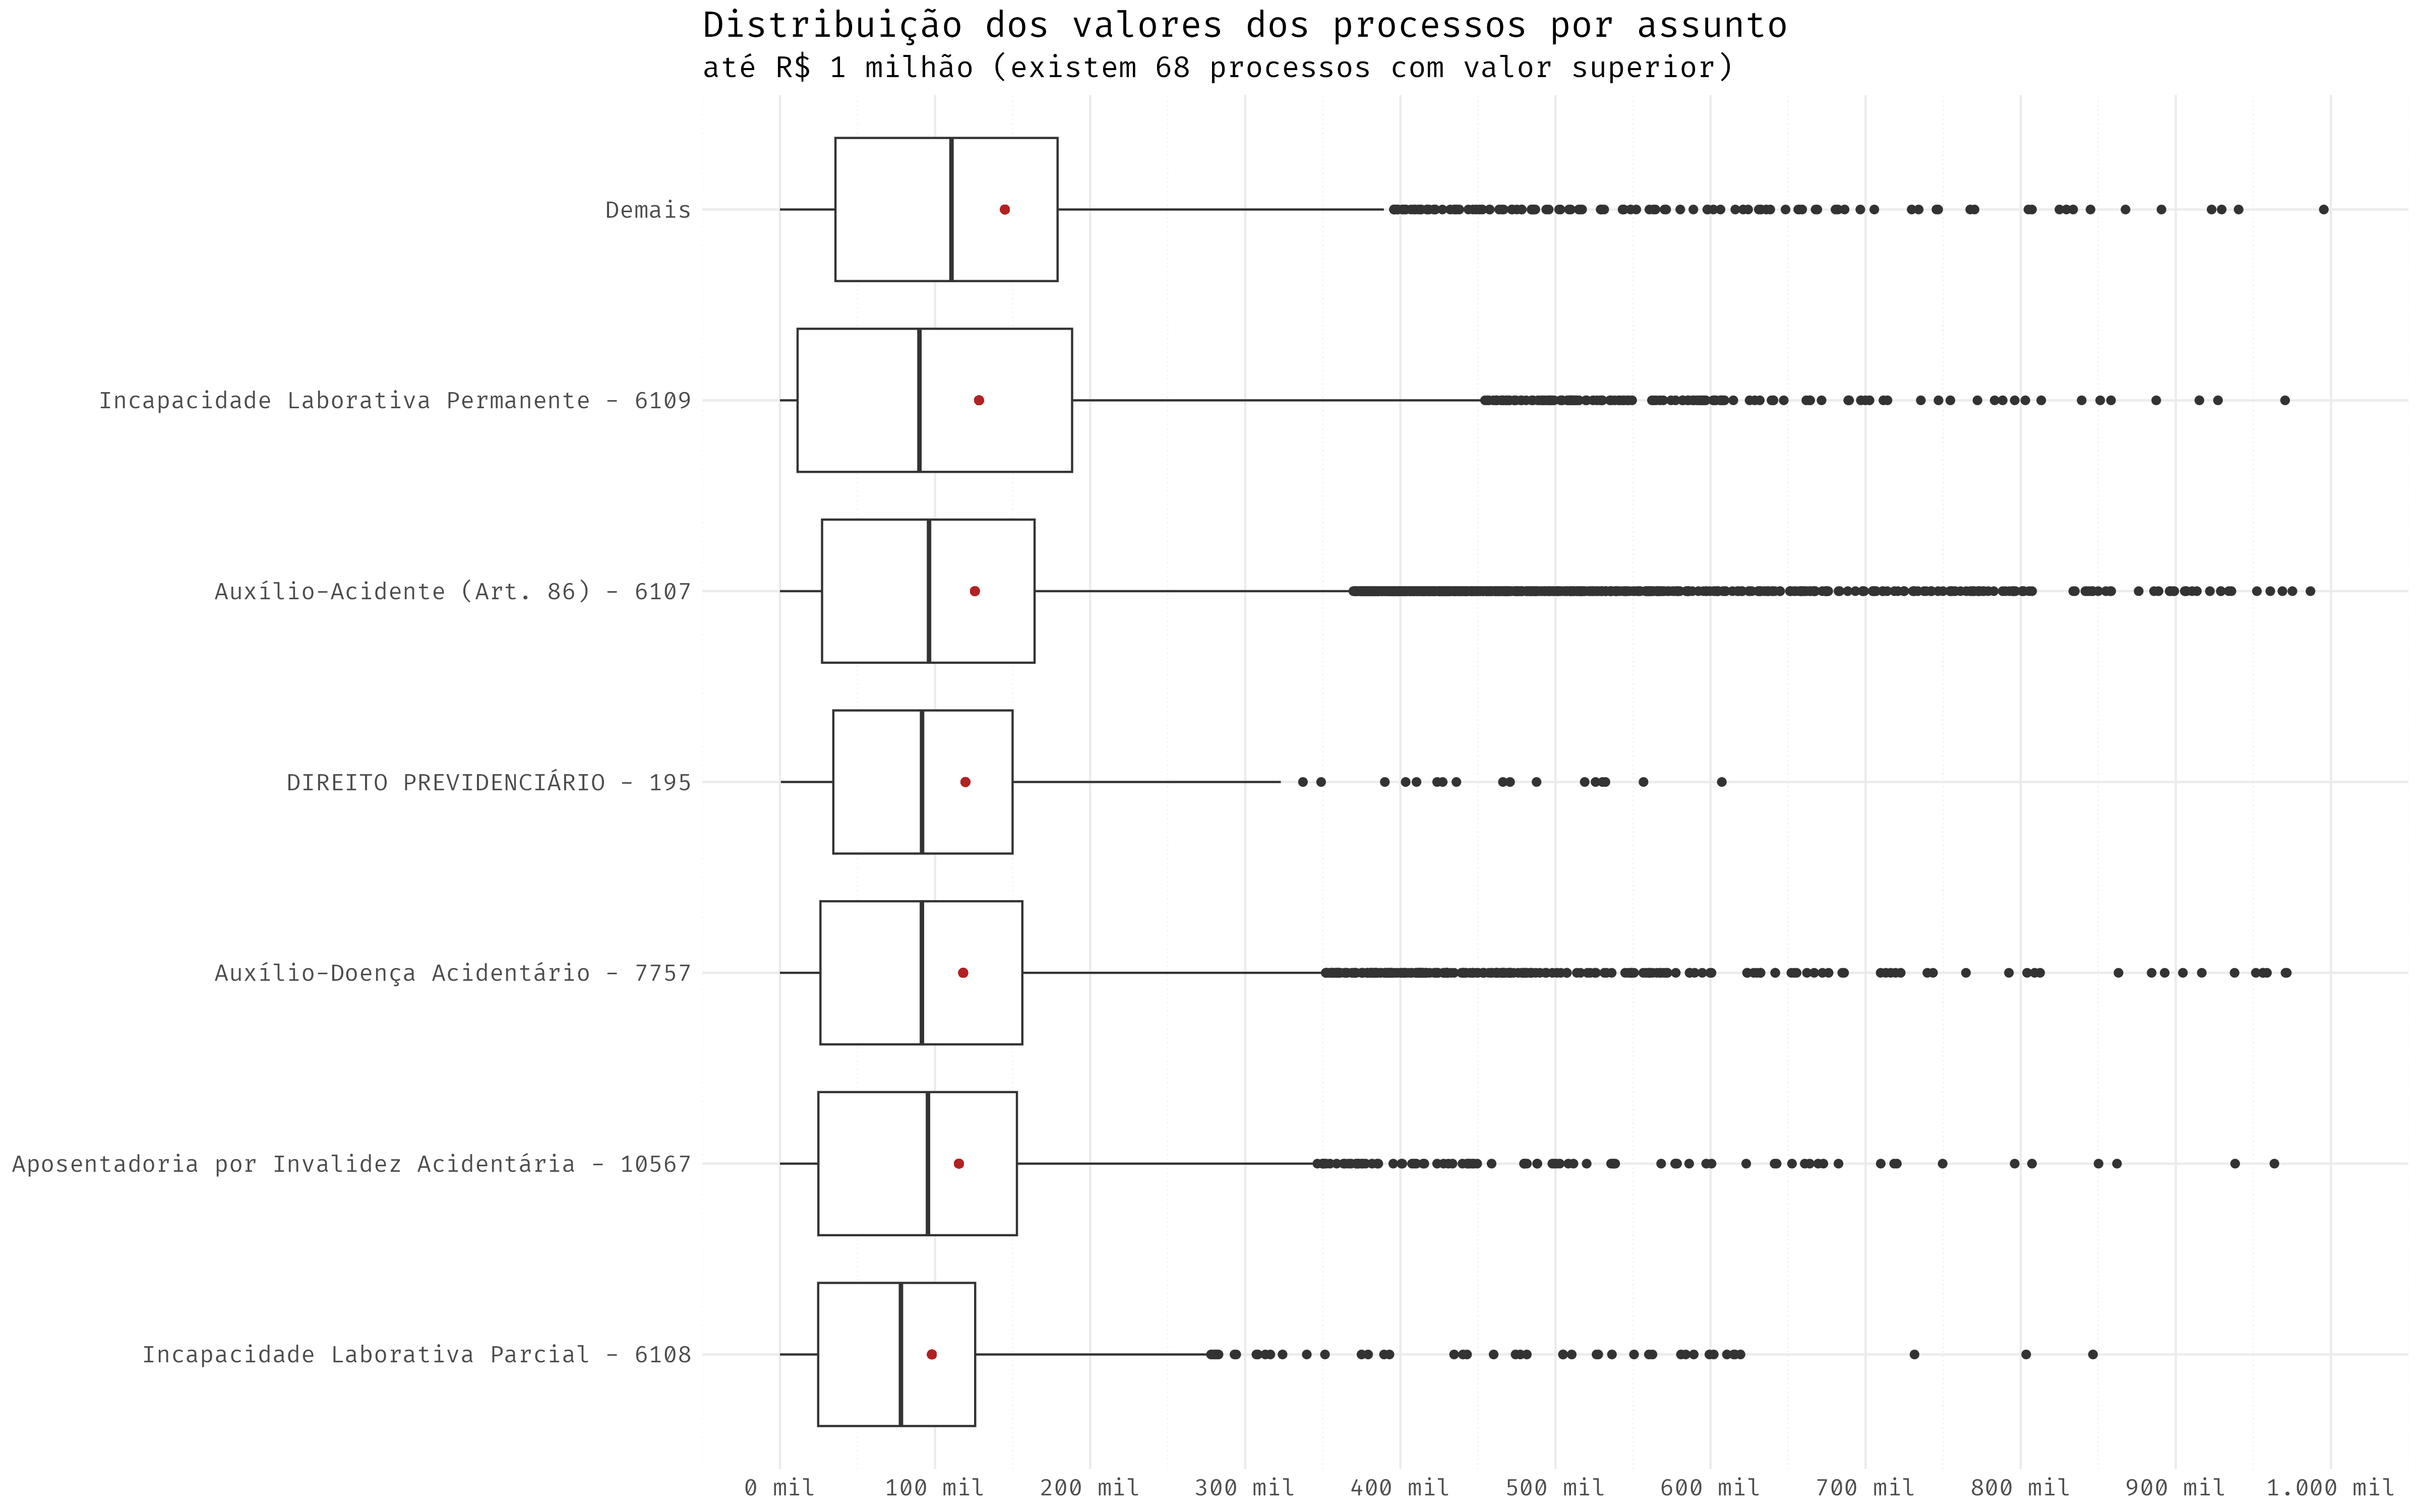 Distribuição dos valores dos processos por assunto
até R$ 1 milhão (existem 68 processos com valor superior)
Demais
Incapacidade Laborativa Permanente - 6109
Auxílio-Acidente (Art. 86) - 6107
DIREITO PREVIDENCIÁRIO - 195
Auxílio-Doença Acidentário - 7757
Aposentadoria por Invalidez Acidentária - 10567
Incapacidade Laborativa Parcial - 6108
0 mil 100 mil 200 mil 300 mil 400 mil 500 mil 600 mil 700 mil 800 mil 900 mil 1.000 mil